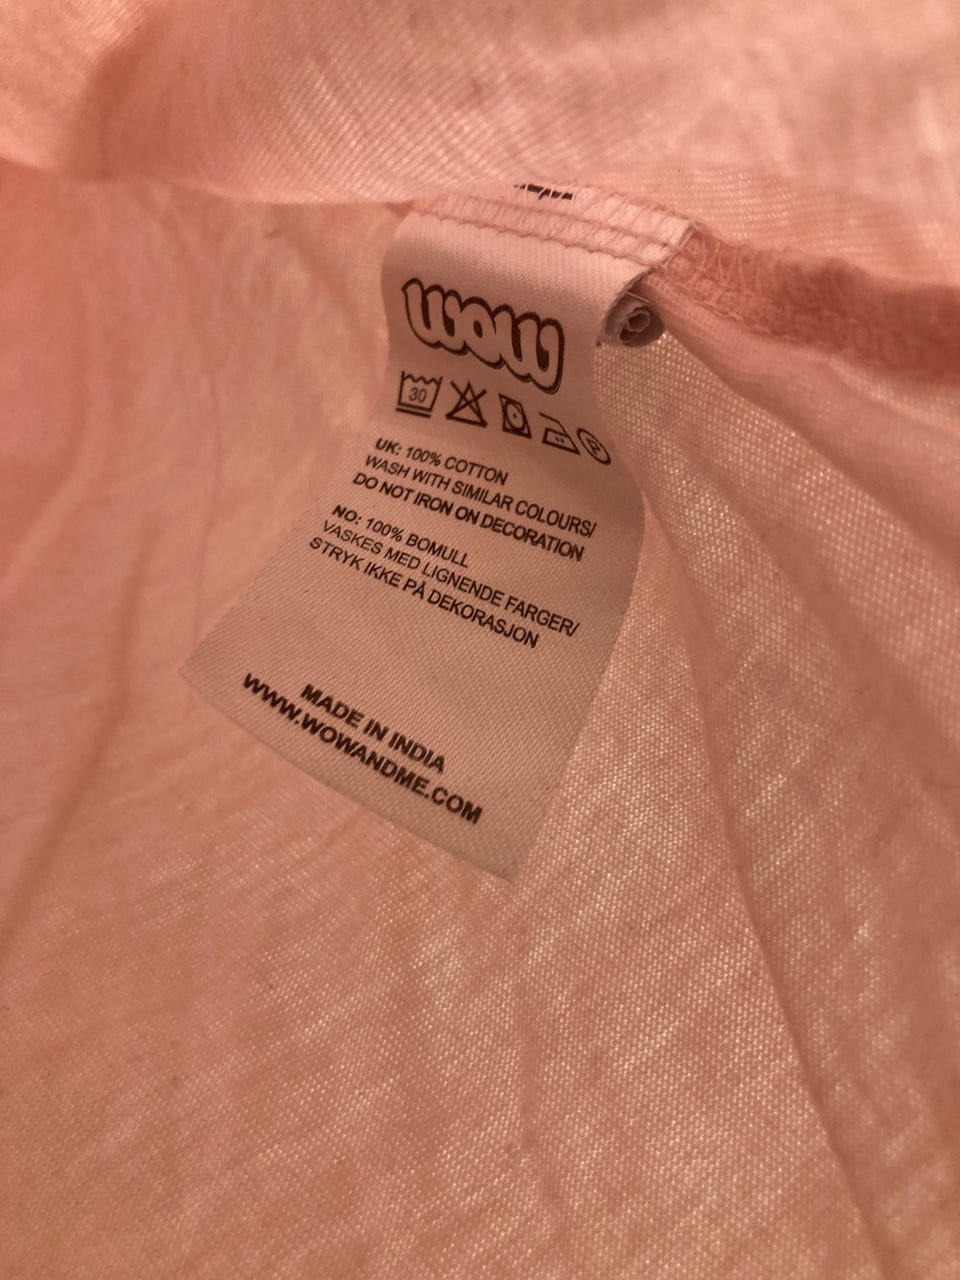 WOW
30
P
UK: 100% COTTON
WASH WITH SIMILAR COLOURS/
DO NOT IRON ON DECORATION
NO: 100% BOMULL
VASKES MED LIGNENDE FARGER/
STRYK IKKE PÅ DEKORASJON
MADE IN INDIA
WWW.WOWANDME.COM